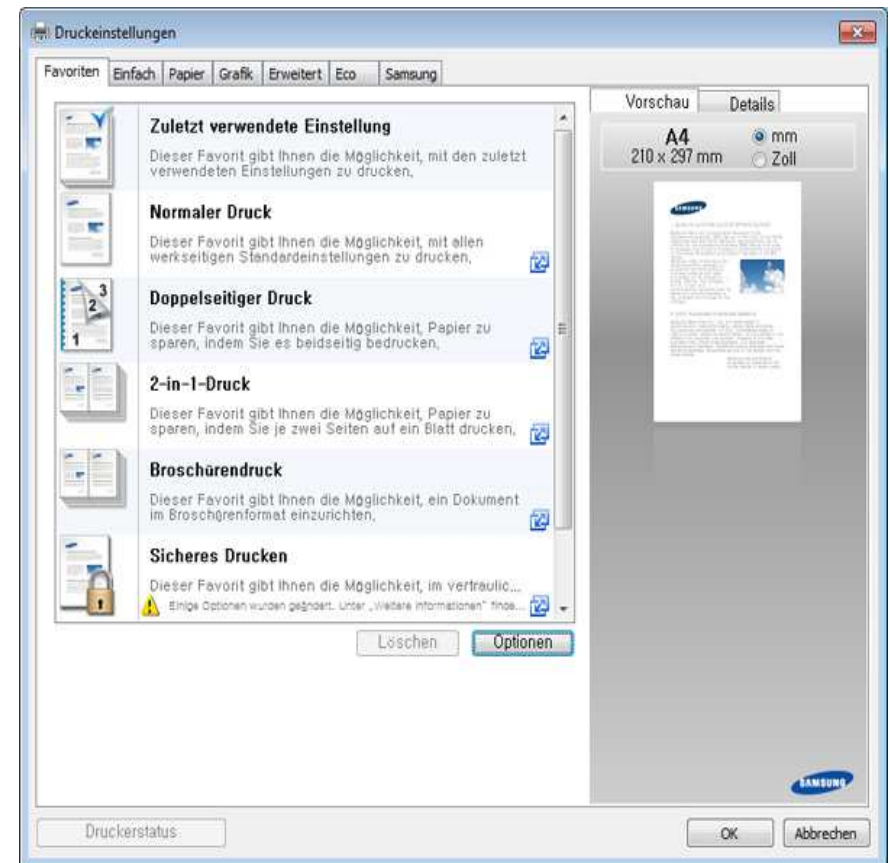 Druckeinstellungen
Favoriten Einfach Papier Grafik Erweitert Eco Samsung
Zuletzt verwendete Einstellung
Dieser Favorit gibt Ihnen die Möglichkeit, mit den zuletzt
verwendeten Einstellungen zu drucken.
Normaler Druck
Dieser Favorit gibt Ihnen die Möglichkeit, mit allen
werkseitigen Standardeinstellungen zu drucken.
3
2
1
Doppelseitiger Druck
Dieser Favorit gibt Ihnen die Möglichkeit, Papier zu
sparen, indem Sie es beidseitig bedrucken.
2-in-1-Druck
Dieser Favorit gibt Ihnen die Möglichkeit, Papier zu
sparen, indem Sie je zwei Seiten auf ein Blatt drucken.
Broschürendruck
Dieser Favorit gibt Ihnen die Möglichkeit, ein Dokument
im Broschürenformat einzurichten.
Sicheres Drucken
Dieser Favorit gibt Ihnen die Möglichkeit, im vertraulic...
Einige Optionen wurden geändert. Unter „Weitere Informationen" finde...
Löschen Optionen
Vorschau Details
A4 mm
210 x 297 mm Zoll
SAMSUNG
SAMSUNG
Druckerstatus OK Abbrechen